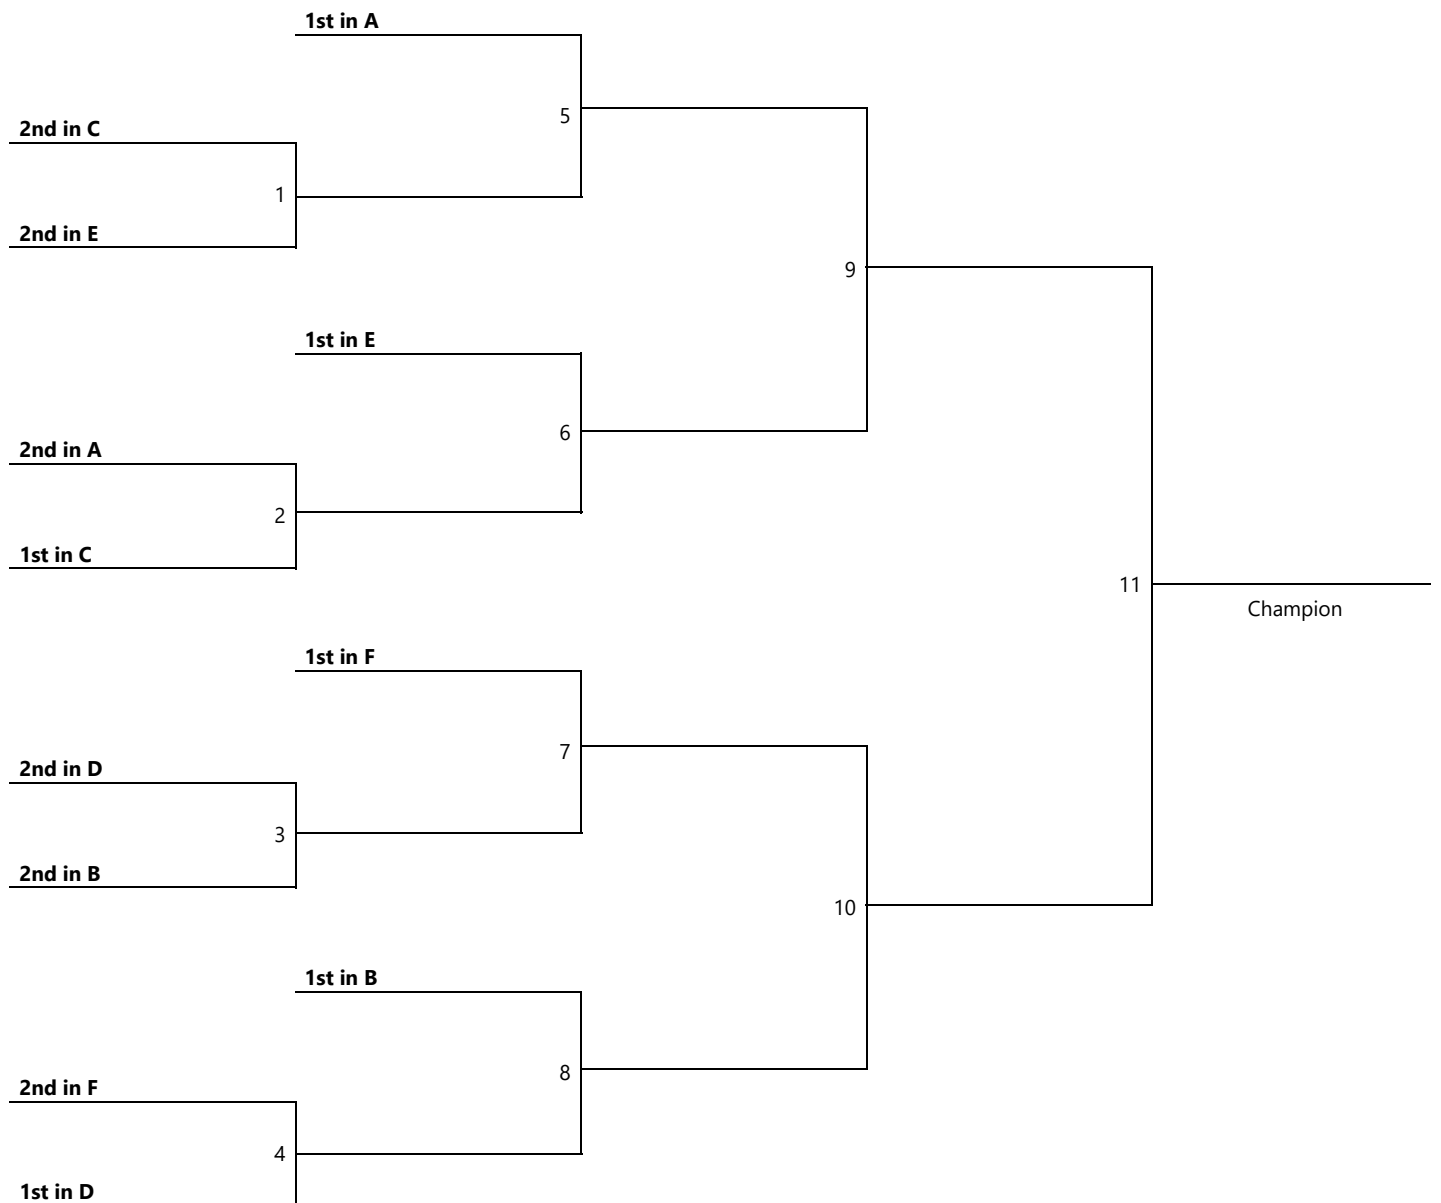 1st in A
5
2nd in C
1
2nd in E
9
1st in E
6
2nd in A
2
1st in C
11
Champion
1st in F
7
2nd in D
3
2nd in B
10
1st in B
8
2nd in F
4
1st in D